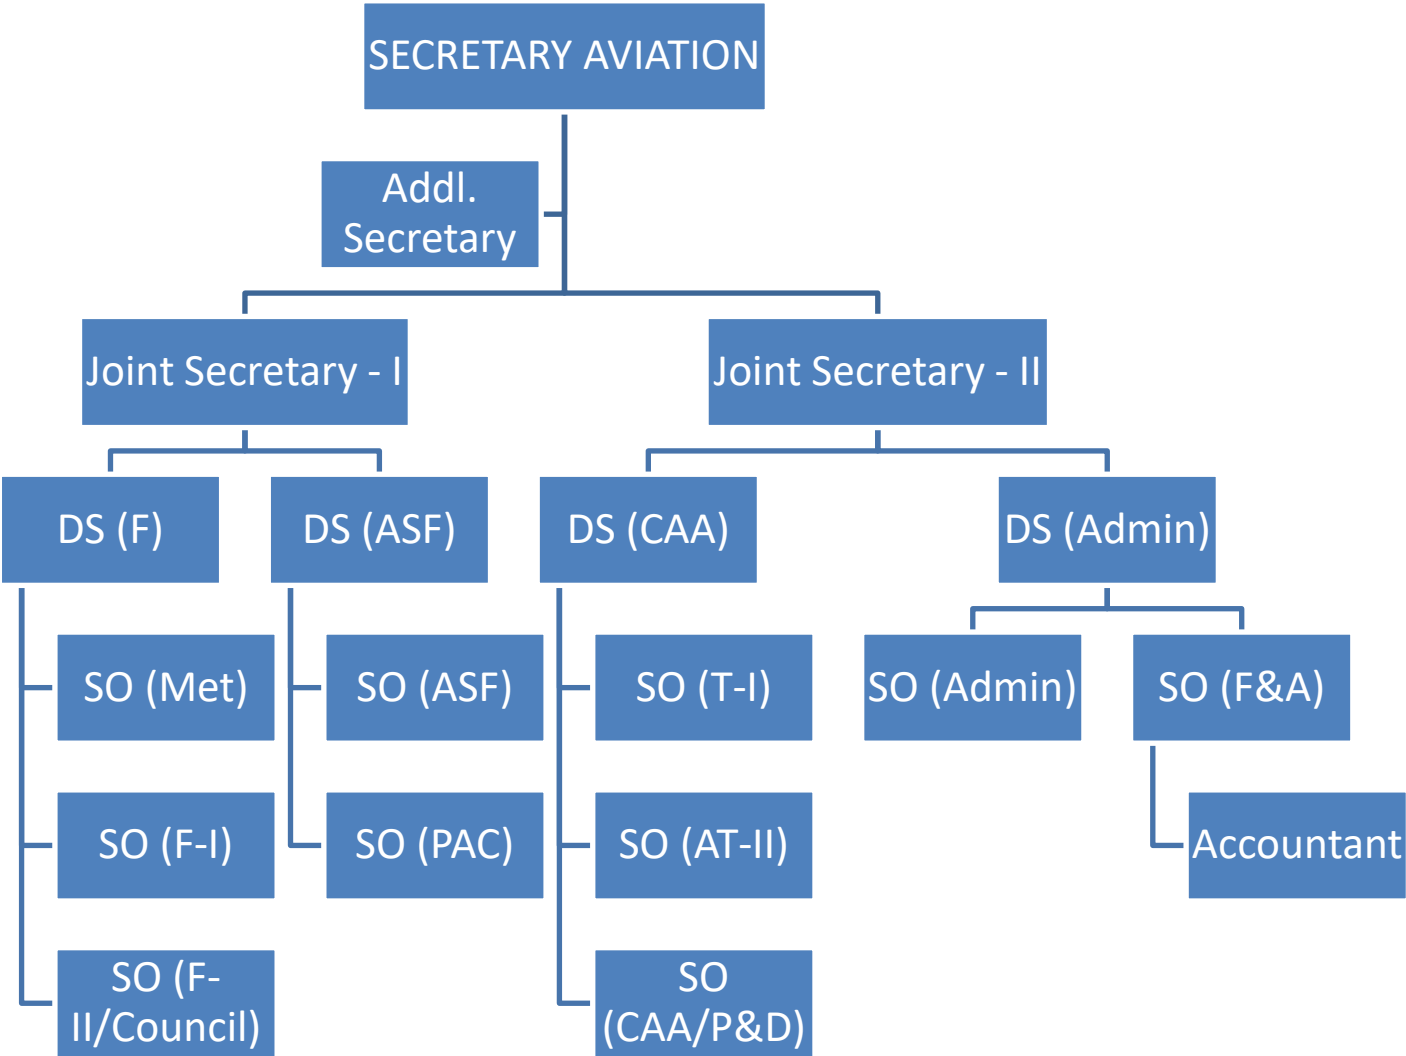 SECRETARY AVIATION
Addl.
Secretary
Joint Secretary - I
Joint Secretary - II
DS (F)
DS (ASF)
DS (CAA)
DS (Admin)
SO (Met)
SO (ASF)
SO (T-I)
SO (Admin)
SO (F&A)
SO (F-I)
SO (PAC)
SO (AT-II)
Accountant
SO (F-
II/Council)
SO
(CAA/P&D)